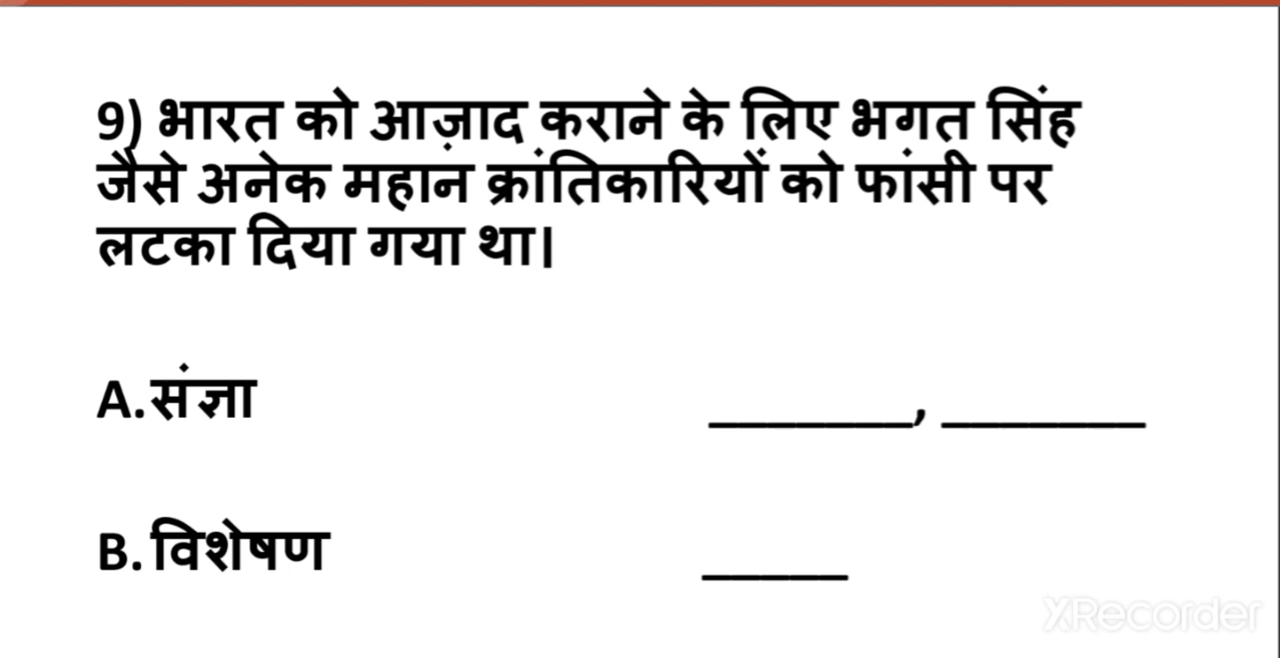 9) भारत को आज़ाद कराने के लिए भगत सिंह
जैसे अनेक महान क्रांतिकारियों को फांसी पर
लटका दिया गया था।
A. संज्ञा ________, ________
B. विशेषण ______
XRecorder